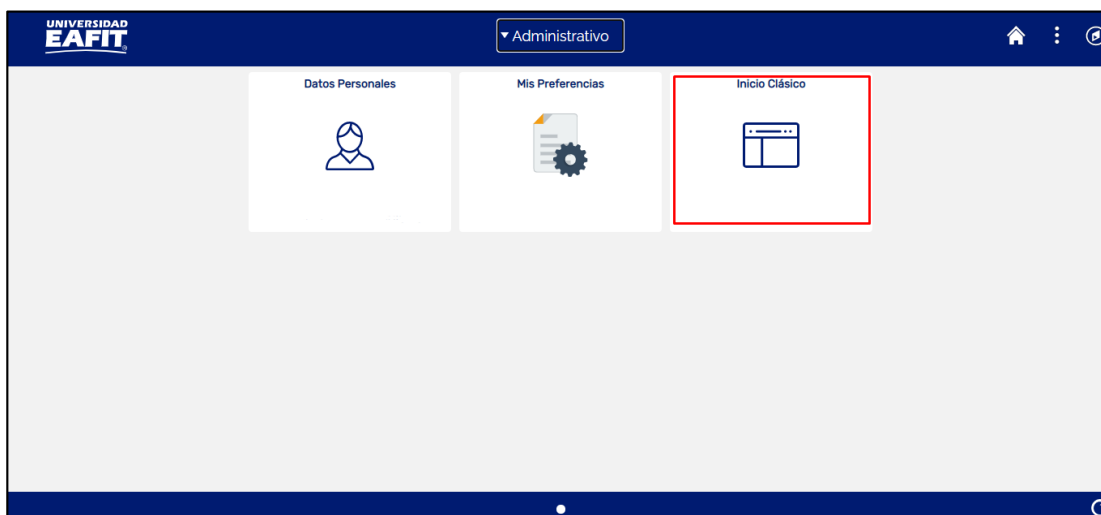 UNIVERSIDAD
EAFIT
Administrativo
Datos Personales
Mis Preferencias
Inicio Clásico